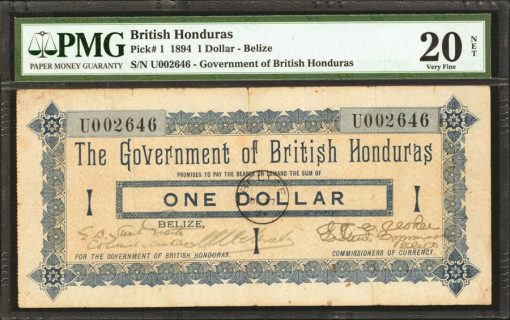 PMG
PAPER MONEY GUARANTY
British Honduras
Pick# 1 1894 1 Dollar - Belize
S/N U002646 - Government of British Honduras
20 NET
Very Fine
U002646 U002646
The Government of British Honduras
PROMISES TO PAY THE BEARER ON DEMAND THE SUM OF
I ONE DOLLAR I
BELIZE,
I
FOR THE GOVERNMENT OF BRITISH HONDURAS. COMMISSIONERS OF CURRENCY.